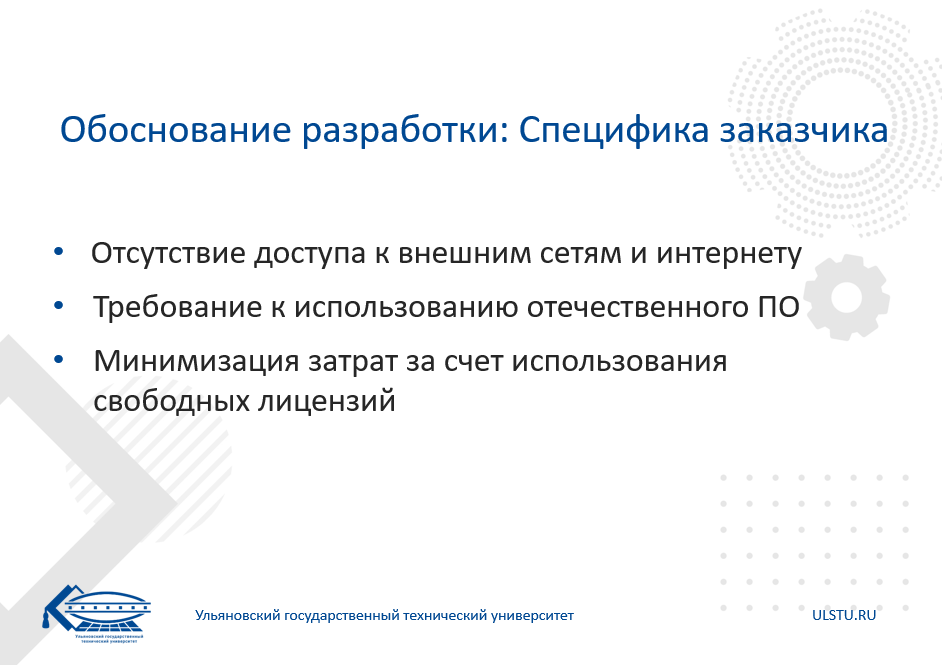 Обоснование разработки: Специфика заказчика
• Отсутствие доступа к внешним сетям и интернету
• Требование к использованию отечественного ПО
• Минимизация затрат за счет использования
свободных лицензий
Ульяновский государственный
технический университет
Ульяновский государственный технический университет
ULSTU.RU